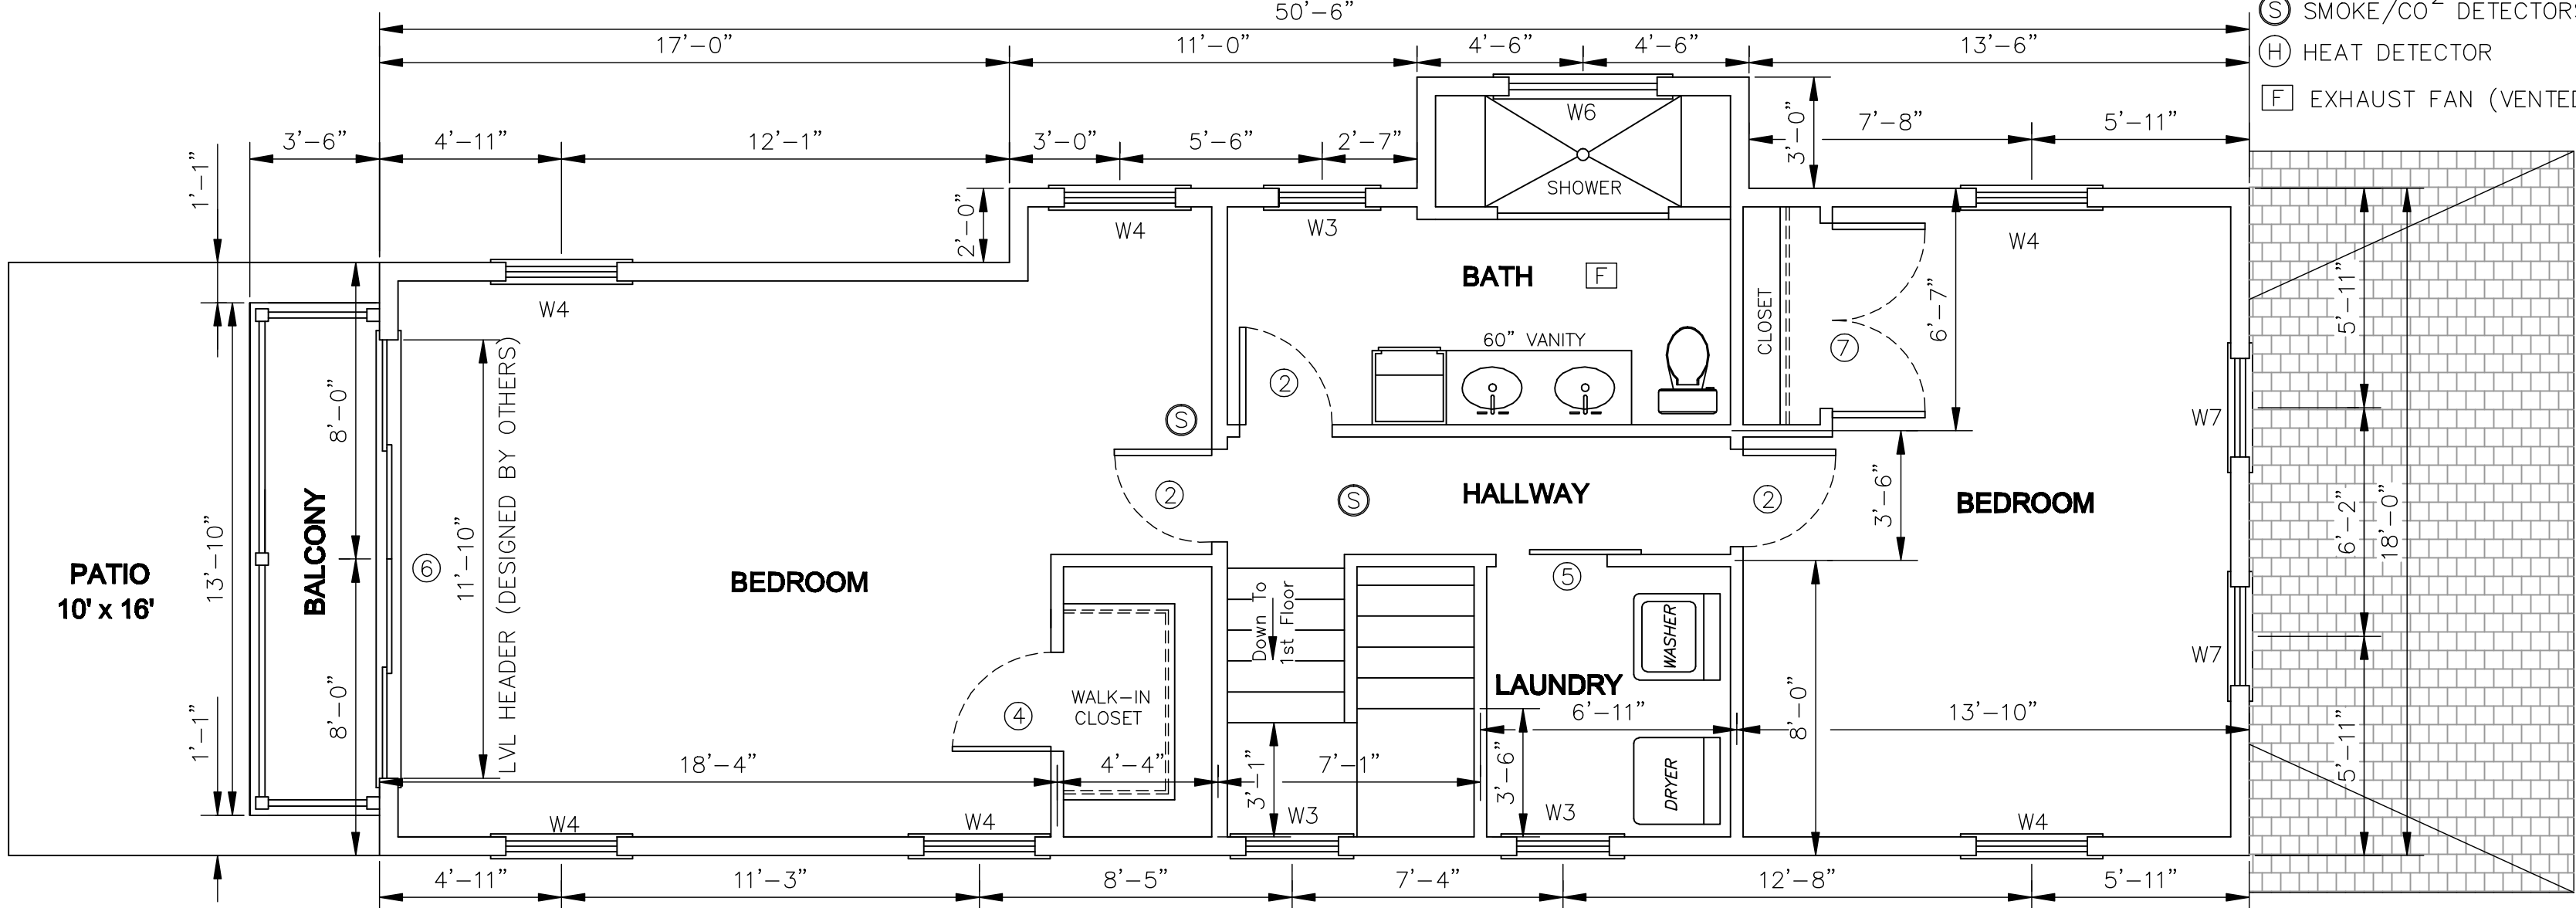 50'-6"
Ⓢ SMOKE/CO² DETECTORS
17'-0"
11'-0"
4'-6"
4'-6"
13'-6"
Ⓗ HEAT DETECTOR
F EXHAUST FAN (VENTED
3'-6"
4'-11"
12'-1"
3'-0"
5'-6"
2'-7"
W6
3'-0"
7'-8"
5'-11"
1'-1"
SHOWER
2'-0"
W4
W3
W4
W4
BATH
F
CLOSET
6'-7"
5'-11"
8'-0"
60" VANITY
2
7
LVL HEADER (DESIGNED BY OTHERS)
S
W7
BALCONY
2
S
HALLWAY
2
3'-6"
BEDROOM
6'-2"
18'-0"
PATIO
10' x 16'
13'-10"
6
11'-10"
BEDROOM
Down To
1st Floor
5
WASHER
W7
LAUNDRY
1'-1"
8'-0"
4
WALK-IN
CLOSET
6'-11"
8'-0"
13'-10"
5'-11"
18'-4"
4'-4"
3'-1"
7'-1"
3'-6"
DRYER
W4
W4
W3
W3
W4
4'-11"
11'-3"
8'-5"
7'-4"
12'-8"
5'-11"